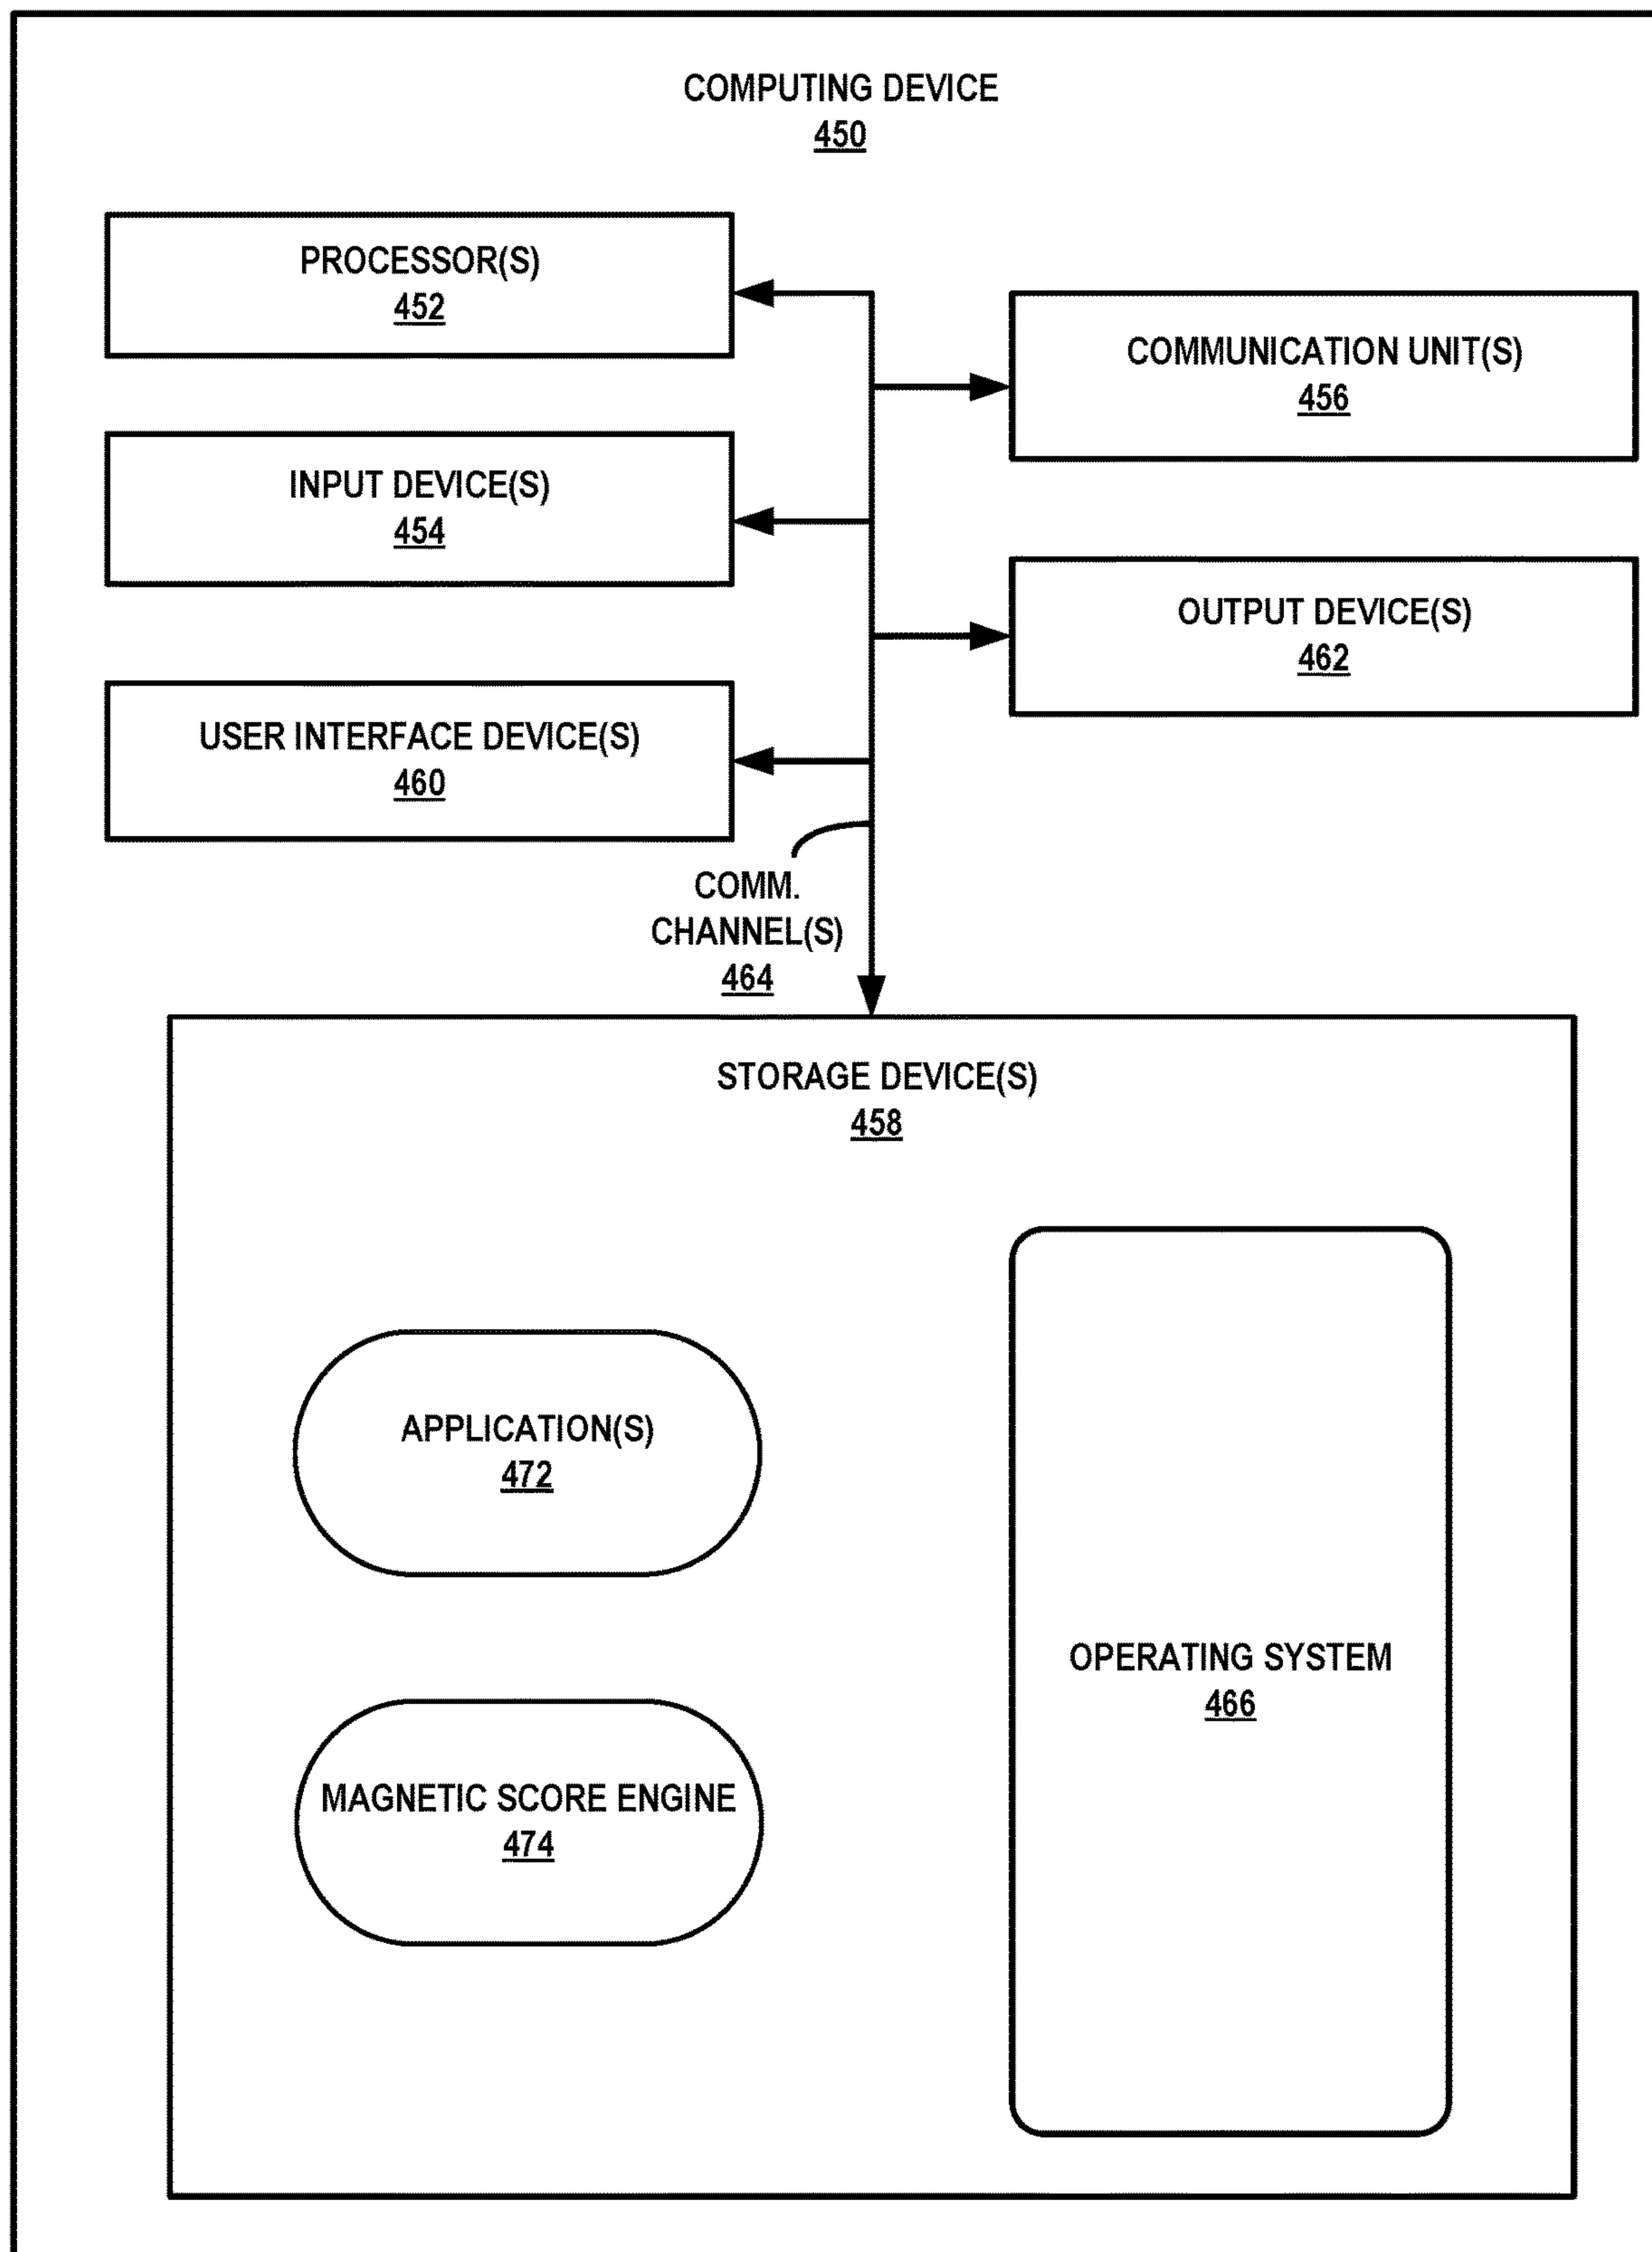 COMPUTING DEVICE
450
PROCESSOR(S)
452
COMMUNICATION UNIT(S)
456
INPUT DEVICE(S)
454
OUTPUT DEVICE(S)
462
USER INTERFACE DEVICE(S)
460
COMM.
CHANNEL(S)
464
STORAGE DEVICE(S)
458
APPLICATION(S)
472
OPERATING SYSTEM
466
MAGNETIC SCORE ENGINE
474